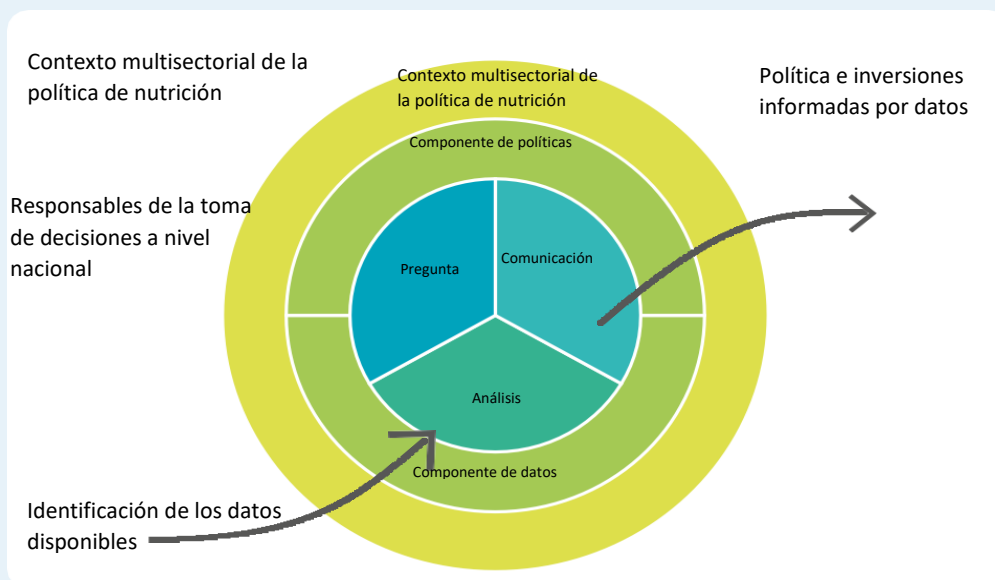 Contexto multisectorial de la
política de nutrición
Contexto multisectorial de
la política de nutrición
Política e inversiones
informadas por datos
Componente de políticas
Responsables de la toma
de decisiones a nivel
nacional
Pregunta
Comunicación
Análisis
Componente de datos
Identificación de los datos
disponibles